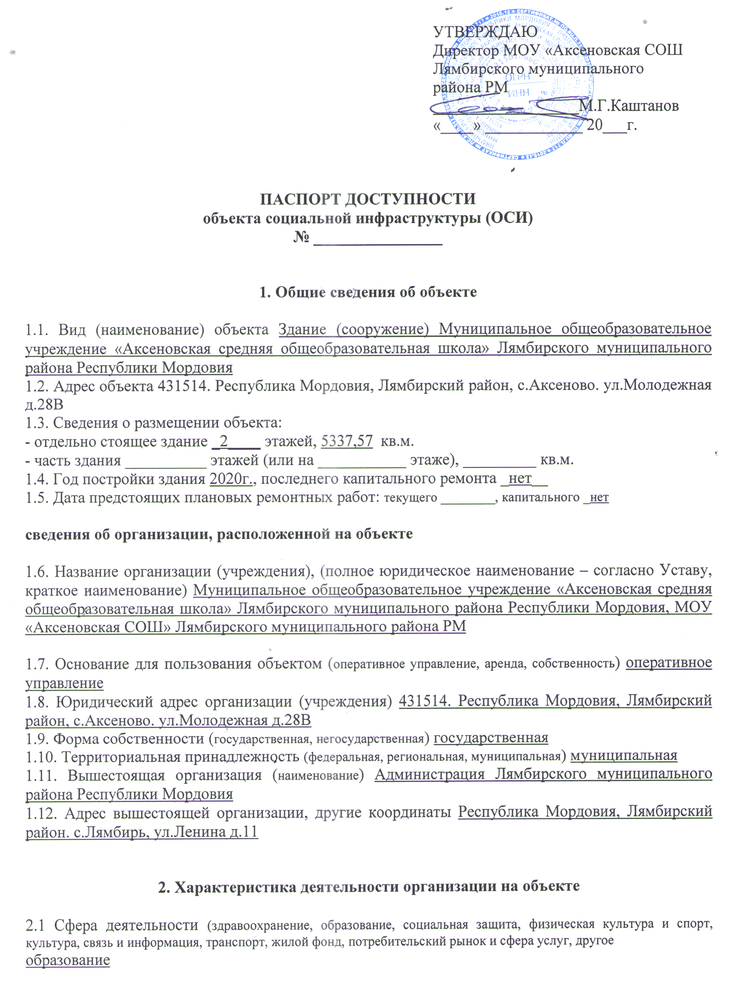 УТВЕРЖДАЮ
Директор МОУ «Аксеновская СОШ
Лямбирского муниципального
района РМ
ОГРН
ИНН
____________________М.Г.Каштанов
«____» ____________ 20___г.
ПАСПОРТ ДОСТУПНОСТИ
объекта социальной инфраструктуры (ОСИ)
№ ________________
1. Общие сведения об объекте
1.1. Вид (наименование) объекта Здание (сооружение) Муниципальное общеобразовательное
учреждение «Аксеновская средняя общеобразовательная школа» Лямбирского муниципального
района Республики Мордовия
1.2. Адрес объекта 431514. Республика Мордовия, Лямбирский район, с.Аксеново. ул.Молодежная
д.28В
1.3. Сведения о размещении объекта:
- отдельно стоящее здание _2____ этажей, 5337,57 кв.м.
- часть здания __________ этажей (или на ___________ этаже), _________ кв.м.
1.4. Год постройки здания 2020г., последнего капитального ремонта _нет__
1.5. Дата предстоящих плановых ремонтных работ: текущего ________, капитального _нет
сведения об организации, расположенной на объекте
1.6. Название организации (учреждения), (полное юридическое наименование – согласно Уставу,
краткое наименование) Муниципальное общеобразовательное учреждение «Аксеновская средняя
общеобразовательная школа» Лямбирского муниципального района Республики Мордовия, МОУ
«Аксеновская СОШ» Лямбирского муниципального района РМ
1.7. Основание для пользования объектом (оперативное управление, аренда, собственность) оперативное
управление
1.8. Юридический адрес организации (учреждения) 431514. Республика Мордовия, Лямбирский
район, с.Аксеново. ул.Молодежная д.28В
1.9. Форма собственности (государственная, негосударственная) государственная
1.10. Территориальная принадлежность (федеральная, региональная, муниципальная) муниципальная
1.11. Вышестоящая организация (наименование) Администрация Лямбирского муниципального
района Республики Мордовия
1.12. Адрес вышестоящей организации, другие координаты Республика Мордовия, Лямбирский
район. с.Лямбирь, ул.Ленина д.11
2. Характеристика деятельности организации на объекте
2.1 Сфера деятельности (здравоохранение, образование, социальная защита, физическая культура и спорт,
культура, связь и информация, транспорт, жилой фонд, потребительский рынок и сфера услуг, другое
образование